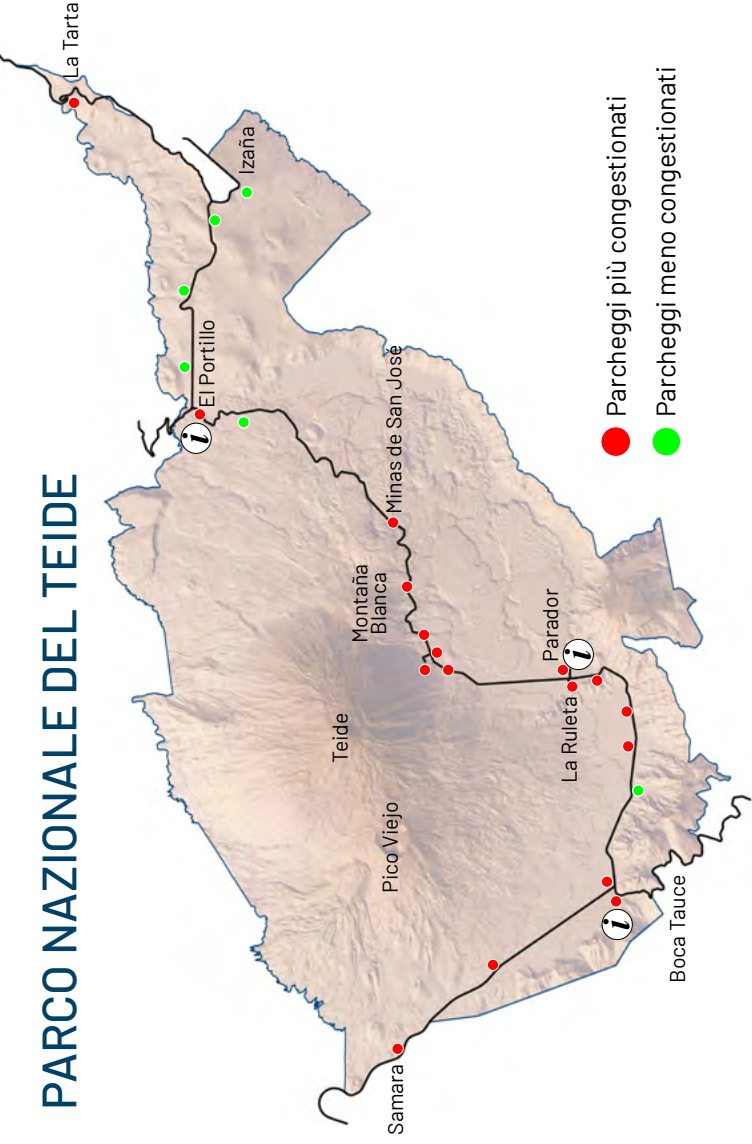 PARCO NAZIONALE DEL TEIDE
La Tarta
Izaña
El Portillo
i
Minas de San José
Montaña
Blanca
Teide
Pico Viejo
Parador
i
La Ruleta
Boca Tauce
i
Samara
Parcheggi più congestionati
Parcheggi meno congestionati